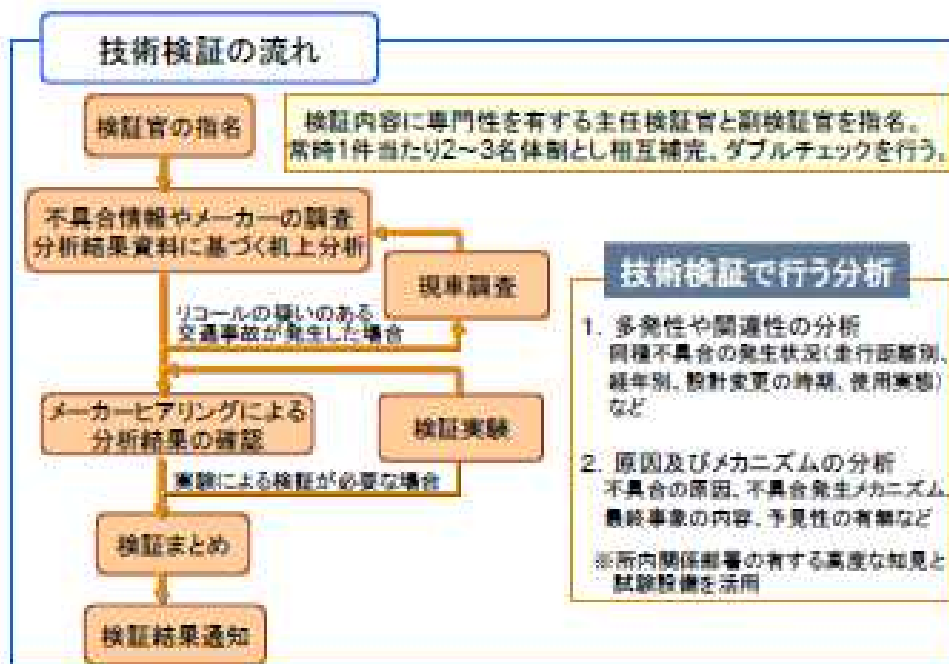 技術検証の流れ
検証官の指名
検証内容に専門性を有する主任検証官と副検証官を指名。
常時1件当たり2～3名体制とし相互補完、ダブルチェックを行う。
不具合情報やメーカーの調査
分析結果資料に基づく机上分析
現車調査
リコールの疑いのある
交通事故が発生した場合
メーカーヒアリングによる
分析結果の確認
検証実験
実験による検証が必要な場合
検証まとめ
検証結果通知
技術検証で行う分析
1. 多発性や関連性の分析
同種不具合の発生状況(走行距離別、
経年別、設計変更の時期、使用実態)
など
2. 原因及びメカニズムの分析
不具合の原因、不具合発生メカニズム
最終事象の内容、予見性の有無など
※所内関係部署の有する高度な知見と
試験設備を活用